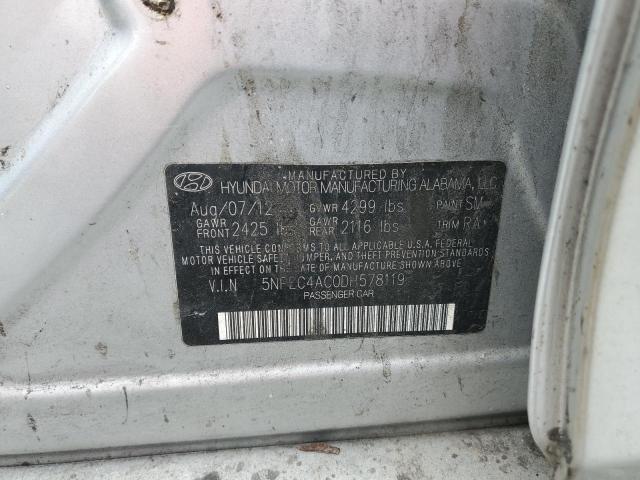 MANUFACTURED BY
HYUNDAI MOTOR MANUFACTURING ALABAMA, LLC
Aug/07/12 GVWR 4299 lbs PAINT SM
GAWR FRONT 2425 lbs GAWR REAR 2116 lbs TRIM RA
THIS VEHICLE CONFORMS TO ALL APPLICABLE U.S.A. FEDERAL
MOTOR VEHICLE SAFETY, BUMPER, AND THEFT PREVENTION STANDARDS
IN EFFECT ON THE DATE OF MANUFACTURE SHOWN ABOVE.
V.I.N 5NPEC4AC0DH578119
PASSENGER CAR